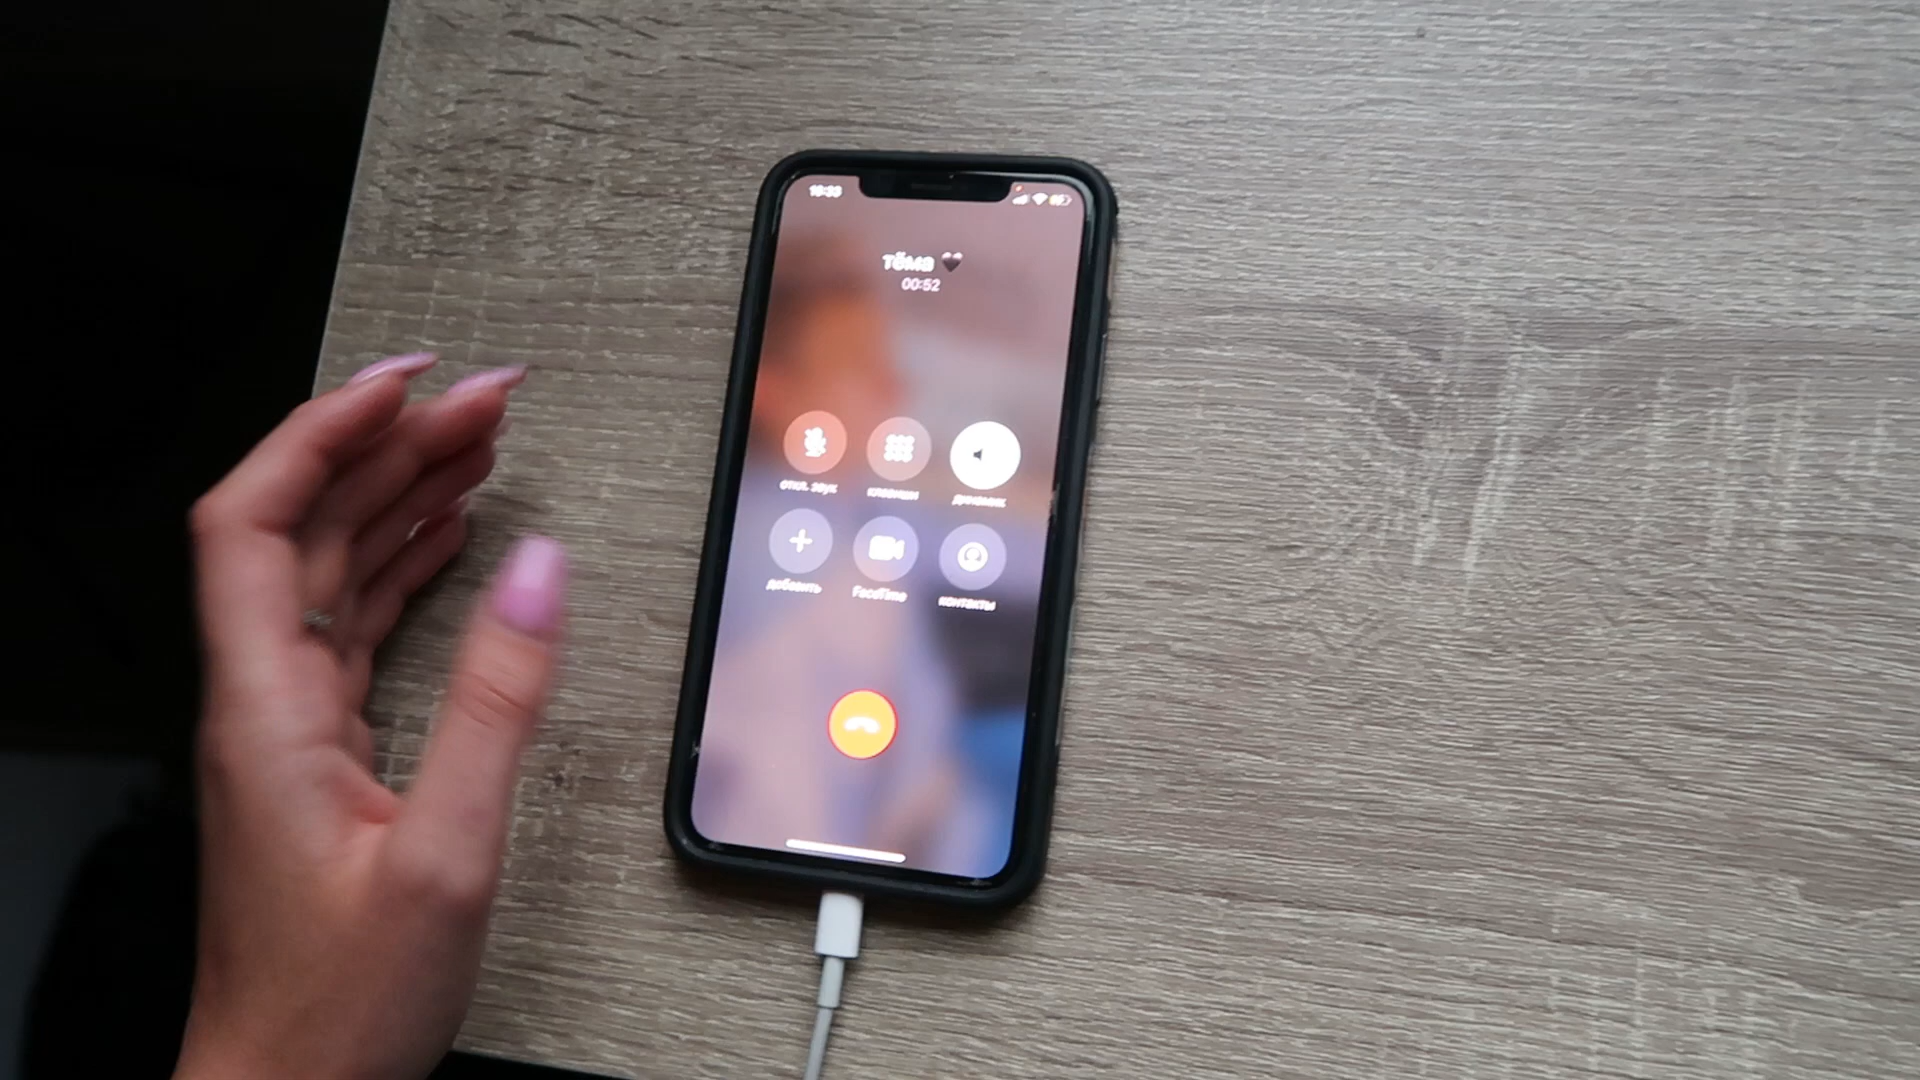 тёма 🖤
00:52
откл. звук
клавиши
динамик
добавить
FaceTime
контакты